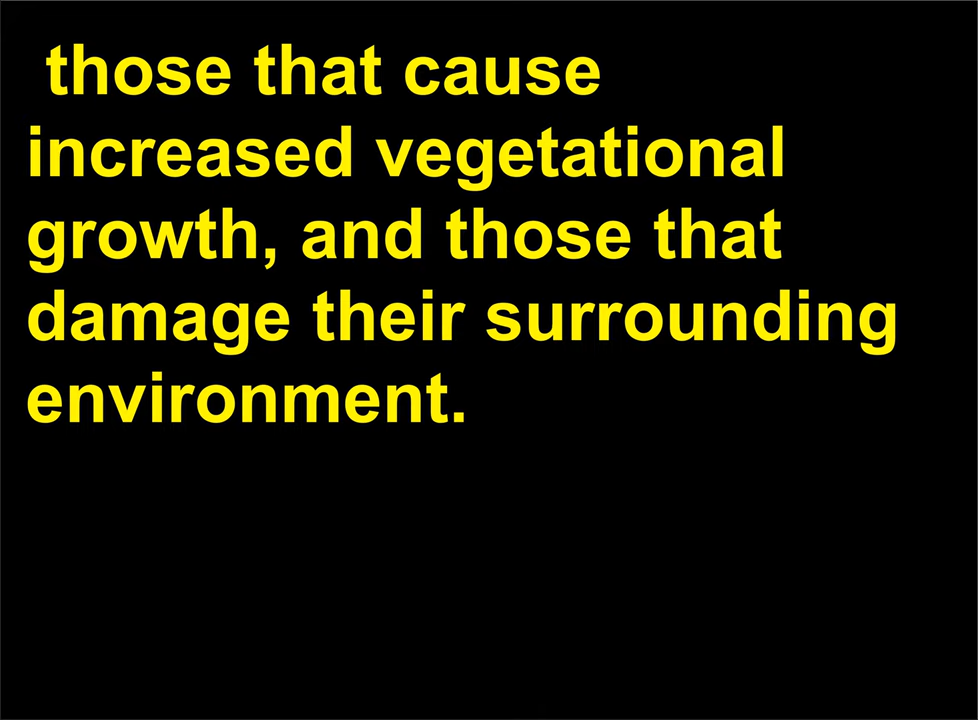 those that cause
increased vegetational
growth, and those that
damage their surrounding
environment.